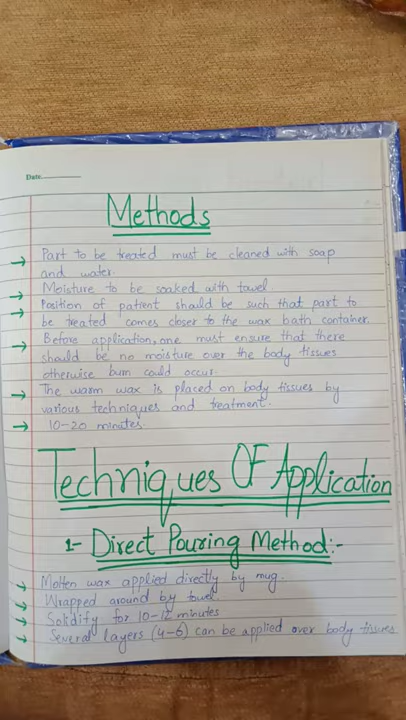 Date.
Methods
→ Part to be treated must be cleaned with soap
and water.
→ Moisture to be soaked with towel.
→ Position of patient should be such that part to
be treated comes closer to the wax bath container.
→ Before application, one must ensure that there
should be no moisture over the body tissues
otherwise burn could occur.
→ The warm wax is placed on body tissues by
various techniques and treatment.
→ 10-20 minutes.
Techniques OF Application
1- Direct Pouring Method:-
→ Molten wax applied directly by mug.
→ Wrapped around by towel
→ Solidity for 10-12 minutes
→ Several layers (4-6) can be applied over body tissues